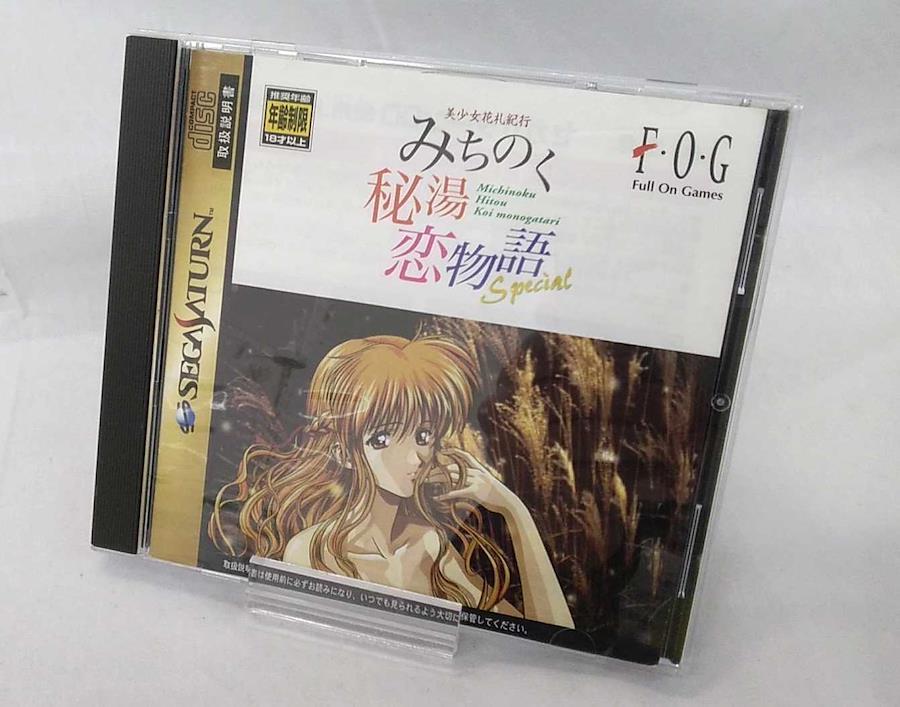 COMPACT
disc
取扱説明書
SEGA SATURN™
推奨年齢
年齢制限
18才以上
美少女花札紀行
みちのく
秘湯
恋物語
Michinoku
Hitou
Koi monogatari
Special
F・O・G
Full On Games
取扱説明書は使用前に必ずお読みになり、いつでも見られるよう大切に保管してください。